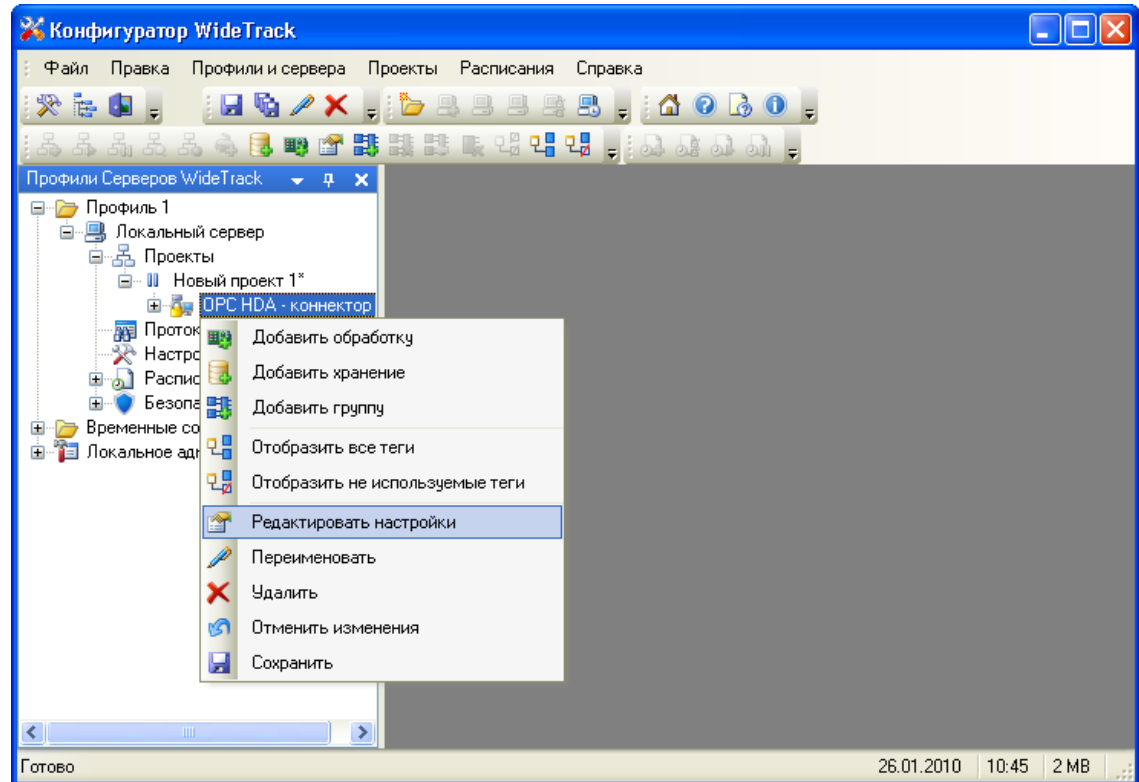 Конфигуратор WideTrack
Файл Правка Профили и сервера Проекты Расписания Справка
Профили Серверов WideTrack
Профиль 1
Локальный сервер
Проекты
Новый проект 1*
OPC HDA - коннектор
Проток
Добавить обработку
Настро
Добавить хранение
Распис
Безопа
Добавить группу
Временные со
Отобразить все теги
Локальное адм
Отобразить не используемые теги
Редактировать настройки
Переименовать
Удалить
Отменить изменения
Сохранить
Готово 26.01.2010 10:45 2 MB